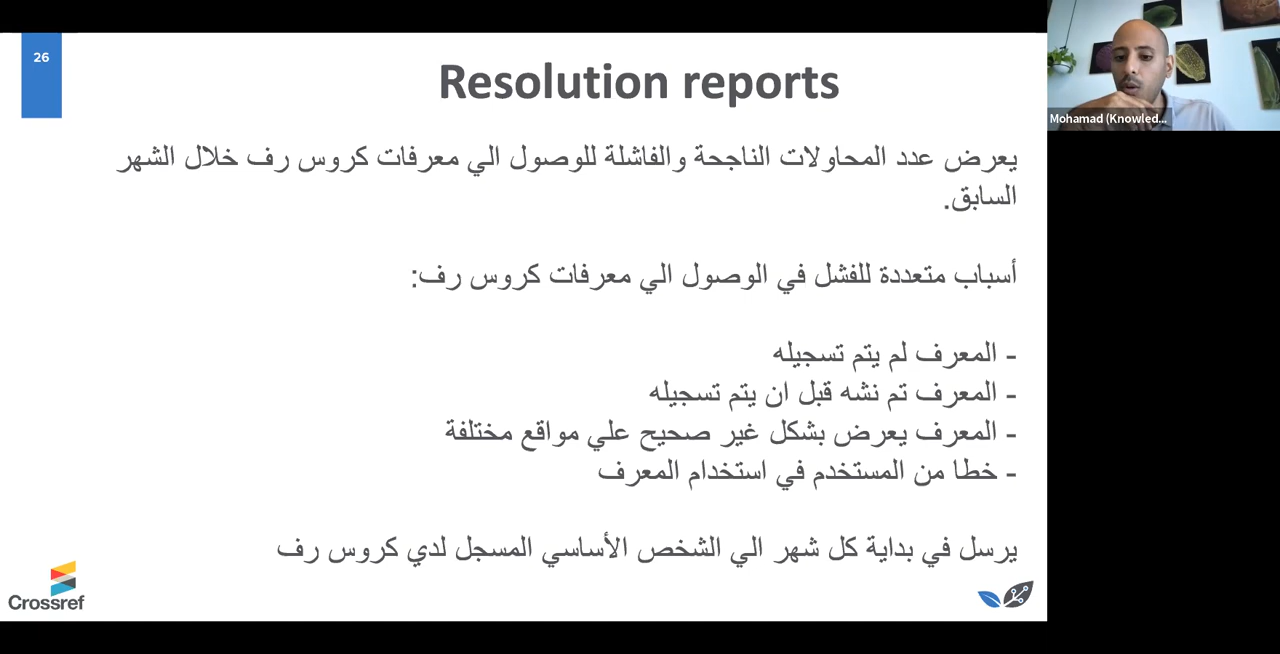 26
Resolution reports
يعرض عدد المحاولات الناجحة والفاشلة للوصول الي معرفات كروس رف خلال الشهر
السابق.
أسباب متعددة للفشل في الوصول الي معرفات كروس رف:
- المعرف لم يتم تسجيله
- المعرف تم نشه قبل ان يتم تسجيله
- المعرف يعرض بشكل غير صحيح علي مواقع مختلفة
- خطا من المستخدم في استخدام المعرف
يرسل في بداية كل شهر الي الشخص الأساسي المسجل لدي كروس رف
Crossref
Mohamad (Knowled...